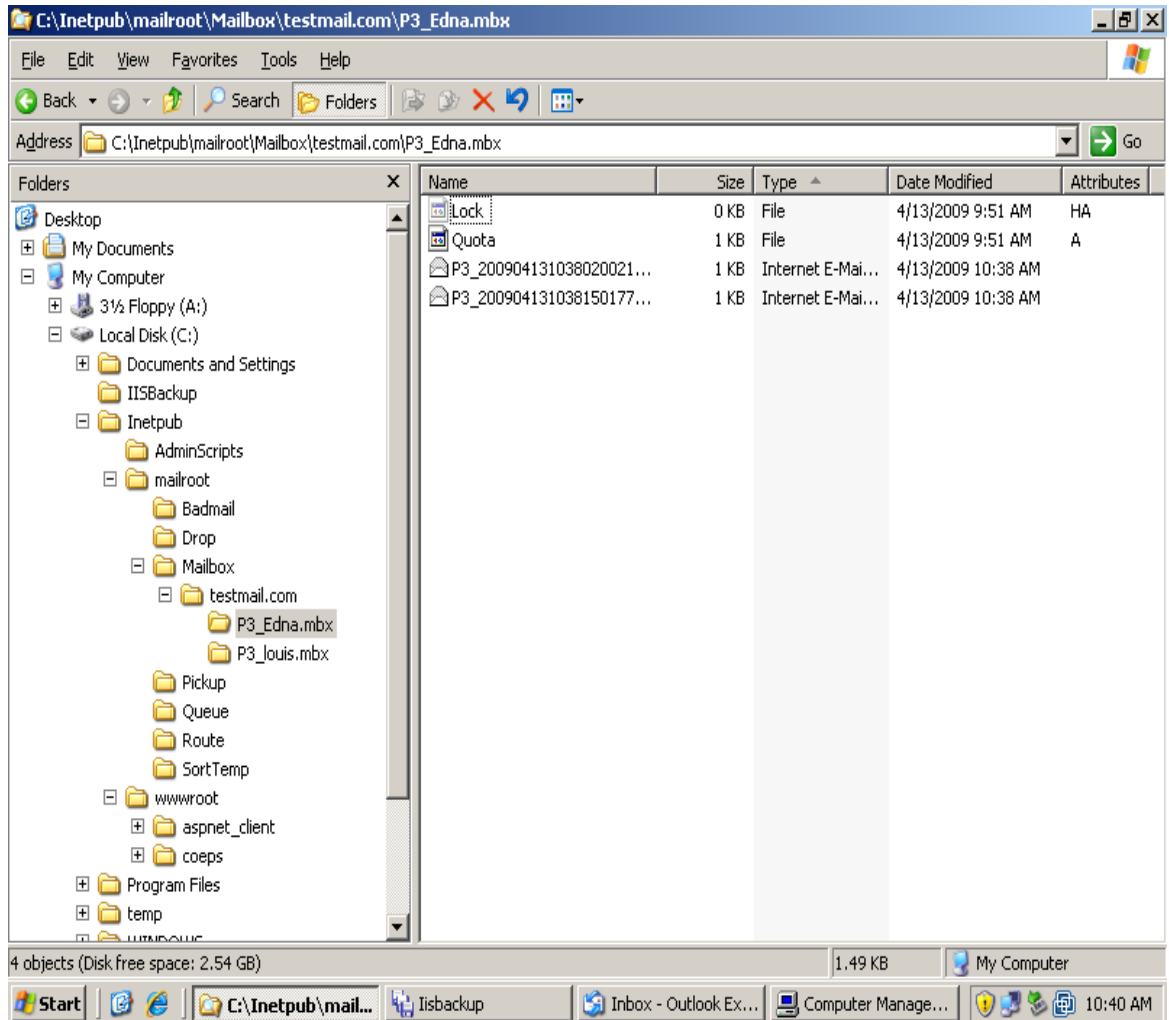 C:\Inetpub\mailroot\Mailbox\testmail.com\P3_Edna.mbx
File Edit View Favorites Tools Help
Back Search Folders
Address C:\Inetpub\mailroot\Mailbox\testmail.com\P3_Edna.mbx Go
Folders X
Name Size Type Date Modified Attributes
Lock 0 KB File 4/13/2009 9:51 AM HA
Quota 1 KB File 4/13/2009 9:51 AM A
P3_200904131038020021... 1 KB Internet E-Mai... 4/13/2009 10:38 AM
P3_200904131038150177... 1 KB Internet E-Mai... 4/13/2009 10:38 AM
Desktop
My Documents
My Computer
3½ Floppy (A:)
Local Disk (C:)
Documents and Settings
IISBackup
Inetpub
AdminScripts
mailroot
Badmail
Drop
Mailbox
testmail.com
P3_Edna.mbx
P3_louis.mbx
Pickup
Queue
Route
SortTemp
wwwroot
aspnet_client
coeps
Program Files
temp
WINDOWS
4 objects (Disk free space: 2.54 GB) 1.49 KB My Computer
Start C:\Inetpub\mail... Iisbackup Inbox - Outlook Ex... Computer Manage... 10:40 AM